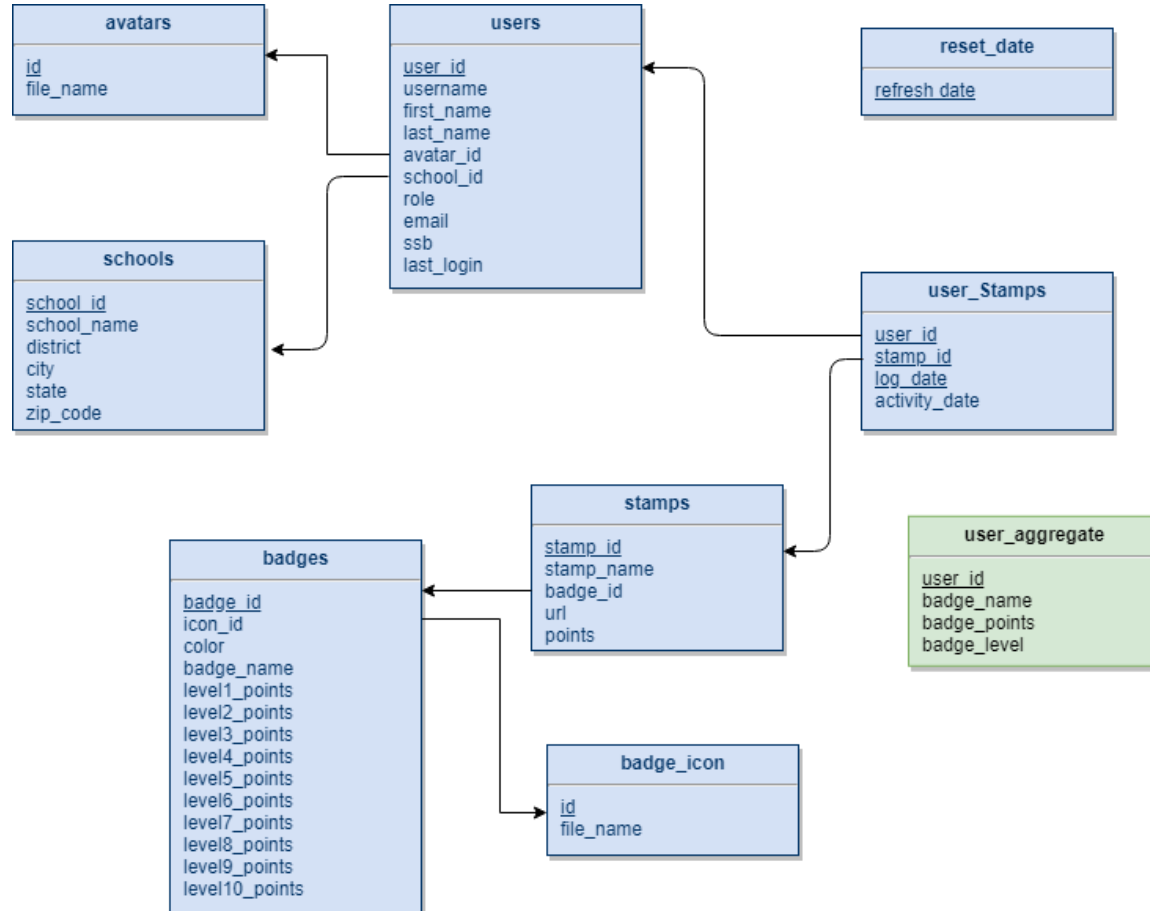 avatars
id
file_name
users
user_id
username
first_name
last_name
avatar_id
school_id
role
email
ssb
last_login
reset_date
refresh date
schools
school_id
school_name
district
city
state
zip_code
user_Stamps
user_id
stamp_id
log_date
activity_date
stamps
stamp_id
stamp_name
badge_id
url
points
user_aggregate
user_id
badge_name
badge_points
badge_level
badges
badge_id
icon_id
color
badge_name
level1_points
level2_points
level3_points
level4_points
level5_points
level6_points
level7_points
level8_points
level9_points
level10_points
badge_icon
id
file_name